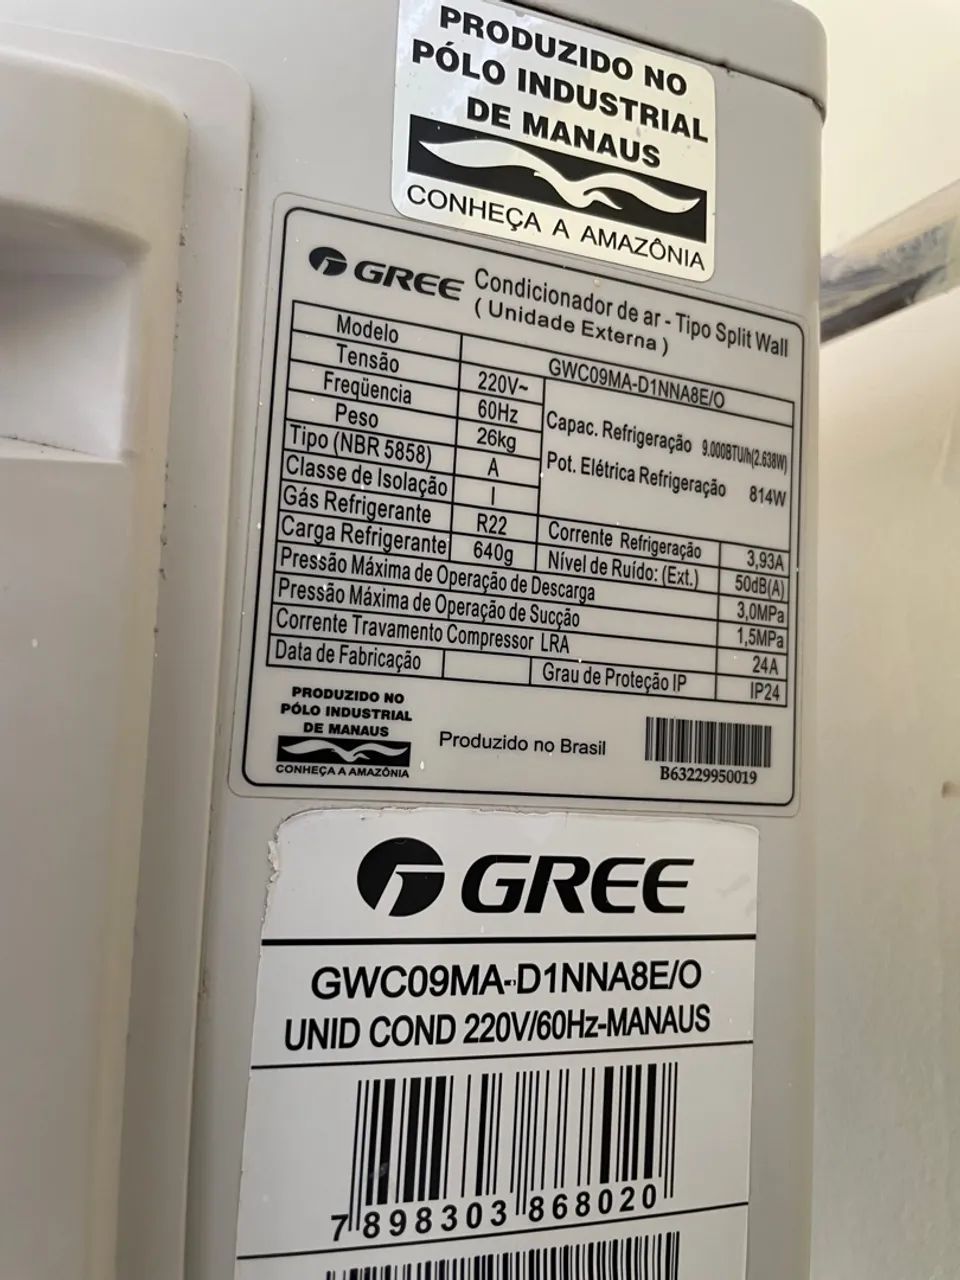 PRODUZIDO NO
PÓLO INDUSTRIAL
DE MANAUS
CONHEÇA A AMAZÔNIA
GREE Condicionador de ar - Tipo Split Wall
( Unidade Externa )
Modelo GWC09MA-D1NNA8E/O
Tensão 220V~
Freqüencia 60Hz
Capac. Refrigeração 9.000BTU/h(2.638W)
Peso 26kg
Tipo (NBR 5858) A
Pot. Elétrica Refrigeração 814W
Classe de Isolação I
Gás Refrigerante R22
Corrente Refrigeração 3,93A
Carga Refrigerante 640g
Nível de Ruído: (Ext.) 50dB(A)
Pressão Máxima de Operação de Descarga 3,0MPa
Pressão Máxima de Operação de Sucção 1,5MPa
Corrente Travamento Compressor LRA 24A
Data de Fabricação Grau de Proteção IP IP24
PRODUZIDO NO
PÓLO INDUSTRIAL
DE MANAUS
CONHEÇA A AMAZÔNIA
Produzido no Brasil
B63229950019
GREE
GWC09MA-D1NNA8E/O
UNID COND 220V/60Hz-MANAUS
7 898303 868020